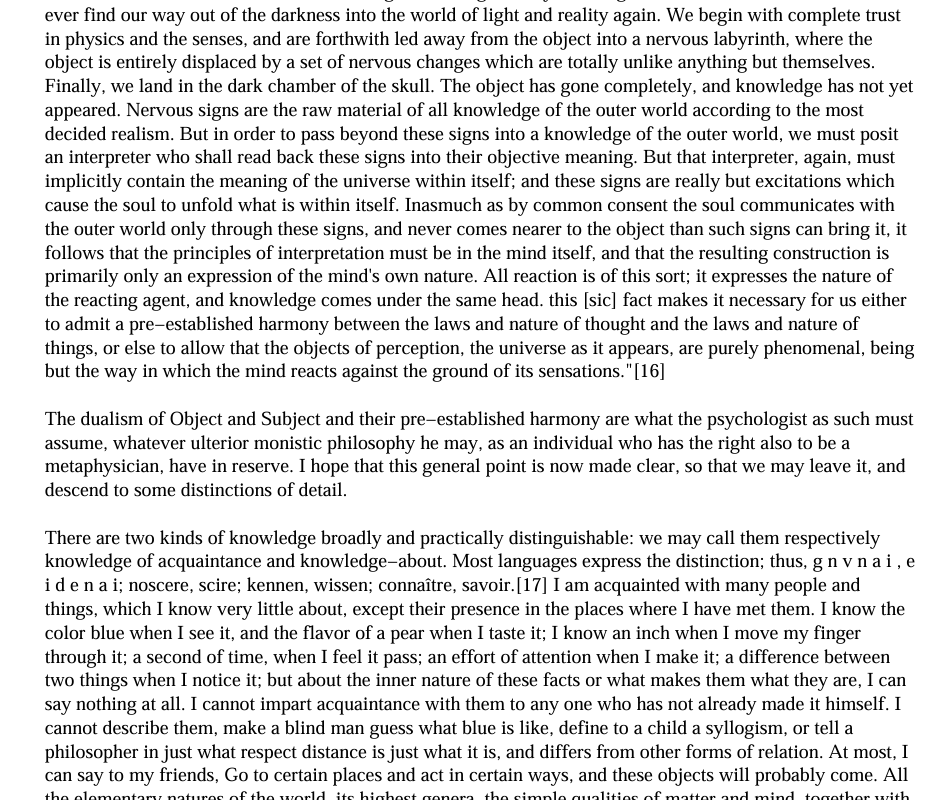 ever find our way out of the darkness into the world of light and reality again. We begin with complete trust
in physics and the senses, and are forthwith led away from the object into a nervous labyrinth, where the
object is entirely displaced by a set of nervous changes which are totally unlike anything but themselves.
Finally, we land in the dark chamber of the skull. The object has gone completely, and knowledge has not yet
appeared. Nervous signs are the raw material of all knowledge of the outer world according to the most
decided realism. But in order to pass beyond these signs into a knowledge of the outer world, we must posit
an interpreter who shall read back these signs into their objective meaning. But that interpreter, again, must
implicitly contain the meaning of the universe within itself; and these signs are really but excitations which
cause the soul to unfold what is within itself. Inasmuch as by common consent the soul communicates with
the outer world only through these signs, and never comes nearer to the object than such signs can bring it, it
follows that the principles of interpretation must be in the mind itself, and that the resulting construction is
primarily only an expression of the mind's own nature. All reaction is of this sort; it expresses the nature of
the reacting agent, and knowledge comes under the same head. this [sic] fact makes it necessary for us either
to admit a pre−established harmony between the laws and nature of thought and the laws and nature of
things, or else to allow that the objects of perception, the universe as it appears, are purely phenomenal, being
but the way in which the mind reacts against the ground of its sensations."[16]
The dualism of Object and Subject and their pre−established harmony are what the psychologist as such must
assume, whatever ulterior monistic philosophy he may, as an individual who has the right also to be a
metaphysician, have in reserve. I hope that this general point is now made clear, so that we may leave it, and
descend to some distinctions of detail.
There are two kinds of knowledge broadly and practically distinguishable: we may call them respectively
knowledge of acquaintance and knowledge−about. Most languages express the distinction; thus, g n v n a i , e
i d e n a i; noscere, scire; kennen, wissen; connaître, savoir.[17] I am acquainted with many people and
things, which I know very little about, except their presence in the places where I have met them. I know the
color blue when I see it, and the flavor of a pear when I taste it; I know an inch when I move my finger
through it; a second of time, when I feel it pass; an effort of attention when I make it; a difference between
two things when I notice it; but about the inner nature of these facts or what makes them what they are, I can
say nothing at all. I cannot impart acquaintance with them to any one who has not already made it himself. I
cannot describe them, make a blind man guess what blue is like, define to a child a syllogism, or tell a
philosopher in just what respect distance is just what it is, and differs from other forms of relation. At most, I
can say to my friends, Go to certain places and act in certain ways, and these objects will probably come. All
the elementary natures of the world, its highest genera, the simple qualities of matter and mind, together with